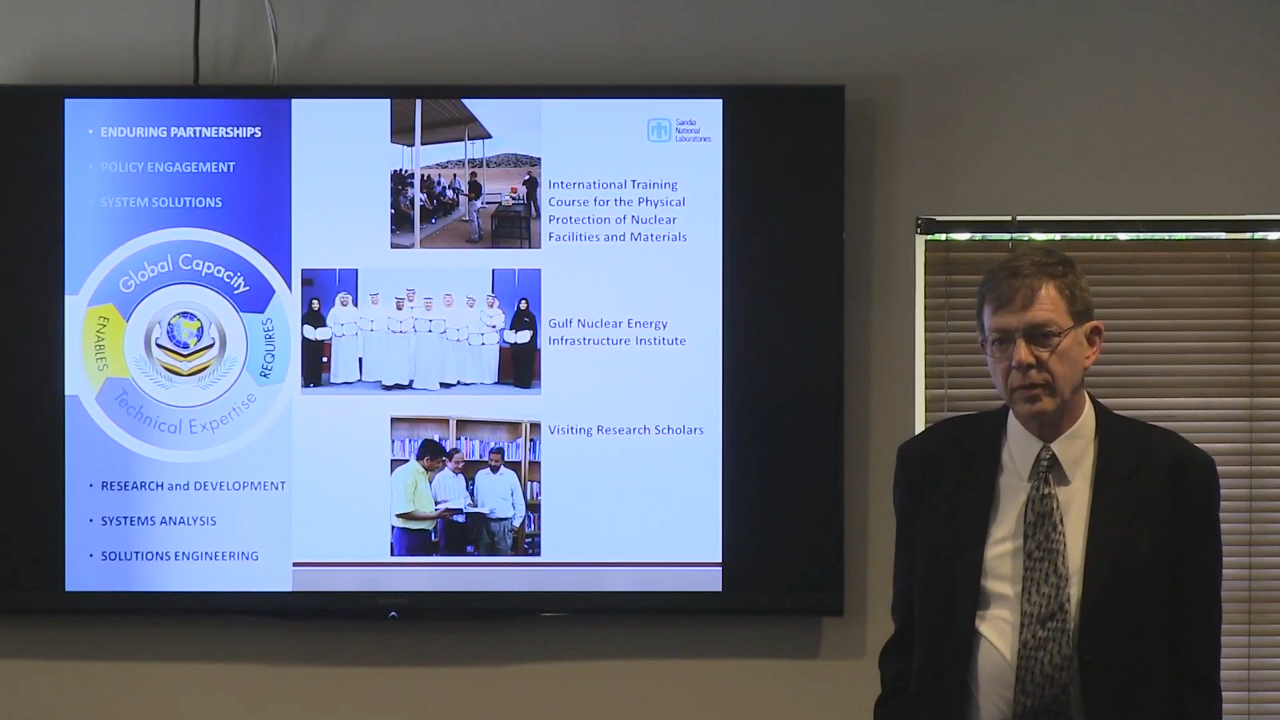 • ENDURING PARTNERSHIPS
• POLICY ENGAGEMENT
• SYSTEM SOLUTIONS
Global Capacity
ENABLES
REQUIRES
Technical Expertise
• RESEARCH and DEVELOPMENT
• SYSTEMS ANALYSIS
• SOLUTIONS ENGINEERING
Sandia
National
Laboratories
International Training
Course for the Physical
Protection of Nuclear
Facilities and Materials
Gulf Nuclear Energy
Infrastructure Institute
Visiting Research Scholars